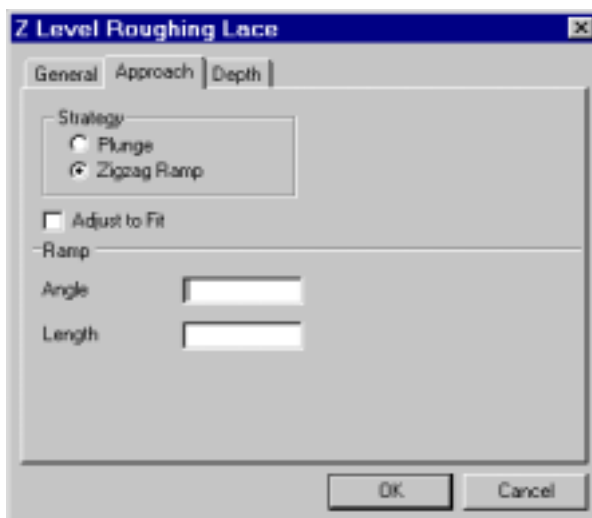 Z Level Roughing Lace
General Approach Depth
Strategy
Plunge
Zigzag Ramp
Adjust to Fit
Ramp
Angle
Length
OK Cancel